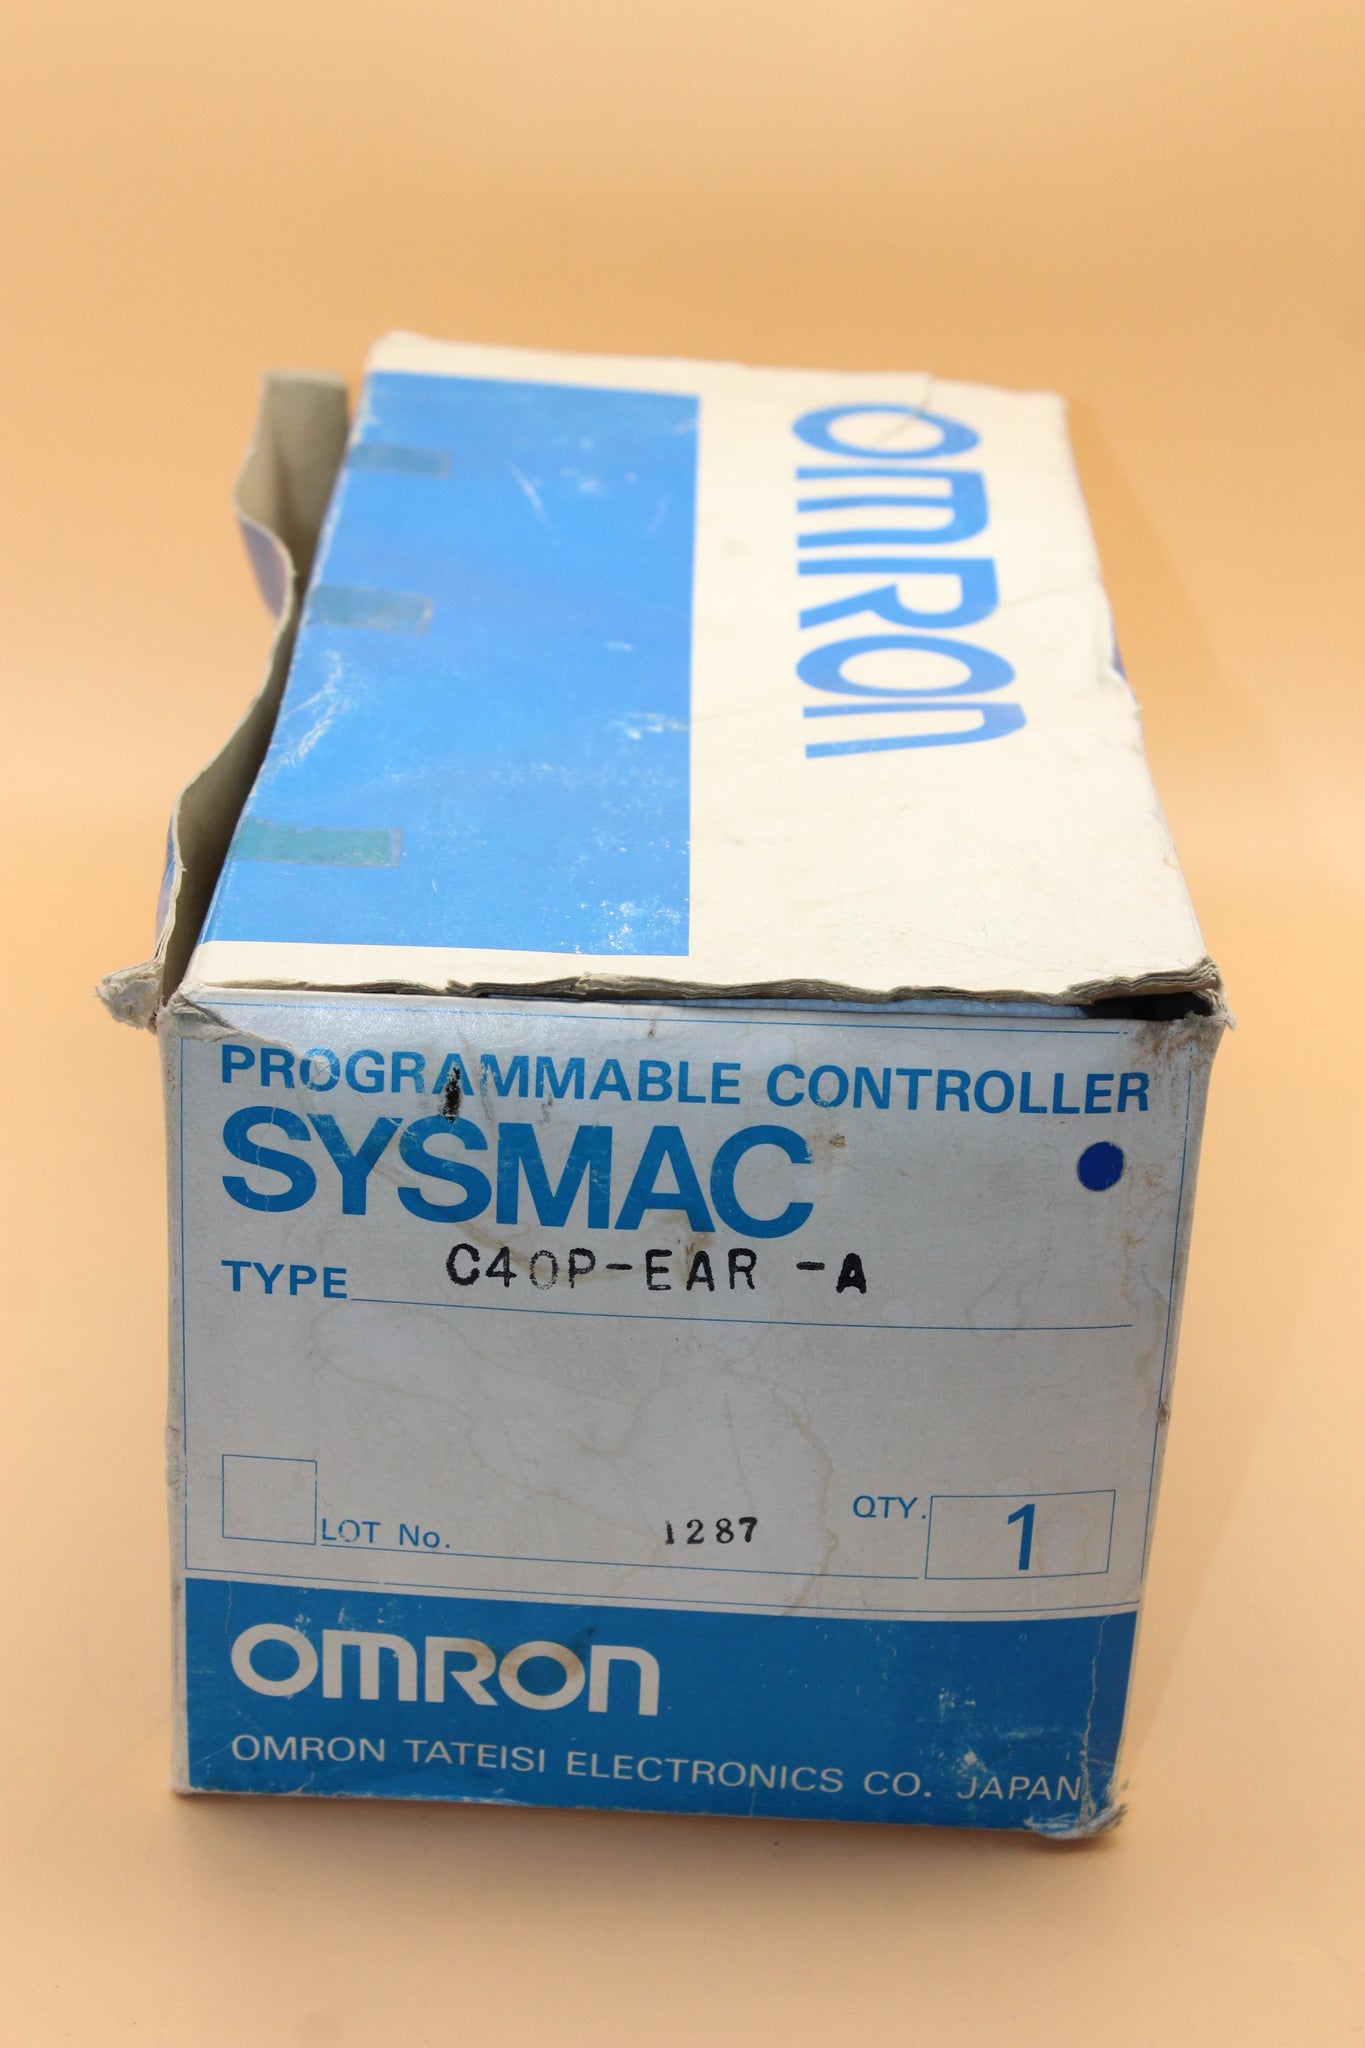 OMRON
PROGRAMMABLE CONTROLLER
SYSMAC
TYPE C40P-EAR -A
LOT No. 1287 QTY. 1
OMRON
OMRON TATEISI ELECTRONICS CO. JAPAN